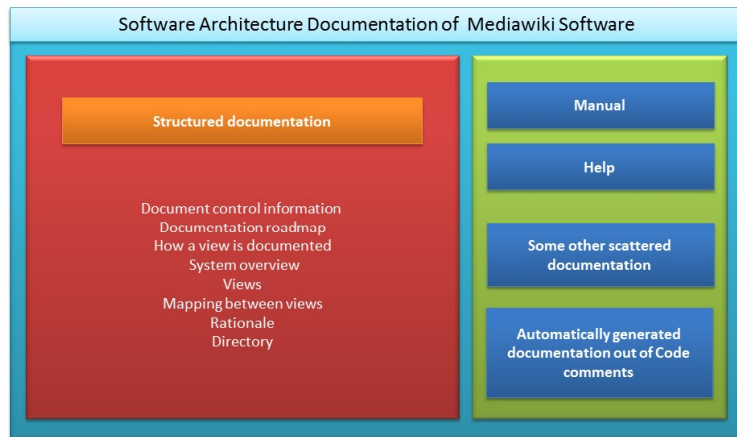 Software Architecture Documentation of Mediawiki Software
Structured documentation
Document control information
Documentation roadmap
How a view is documented
System overview
Views
Mapping between views
Rationale
Directory
Manual
Help
Some other scattered
documentation
Automatically generated
documentation out of Code
comments